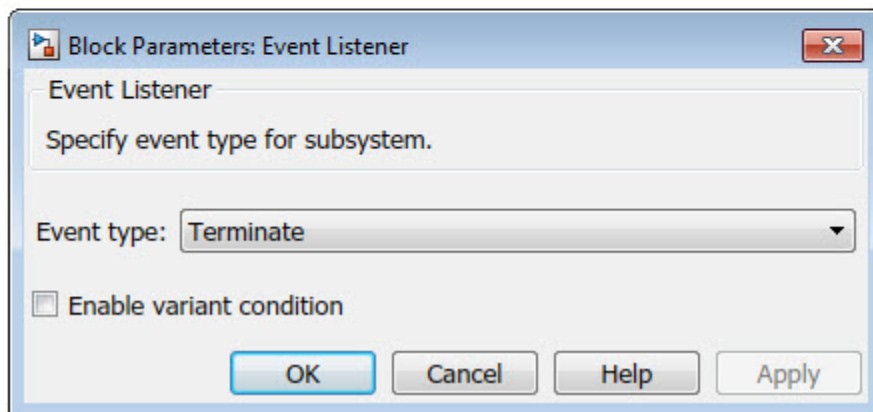 Block Parameters: Event Listener
Event Listener
Specify event type for subsystem.
Event type: Terminate
Enable variant condition
OK Cancel Help Apply